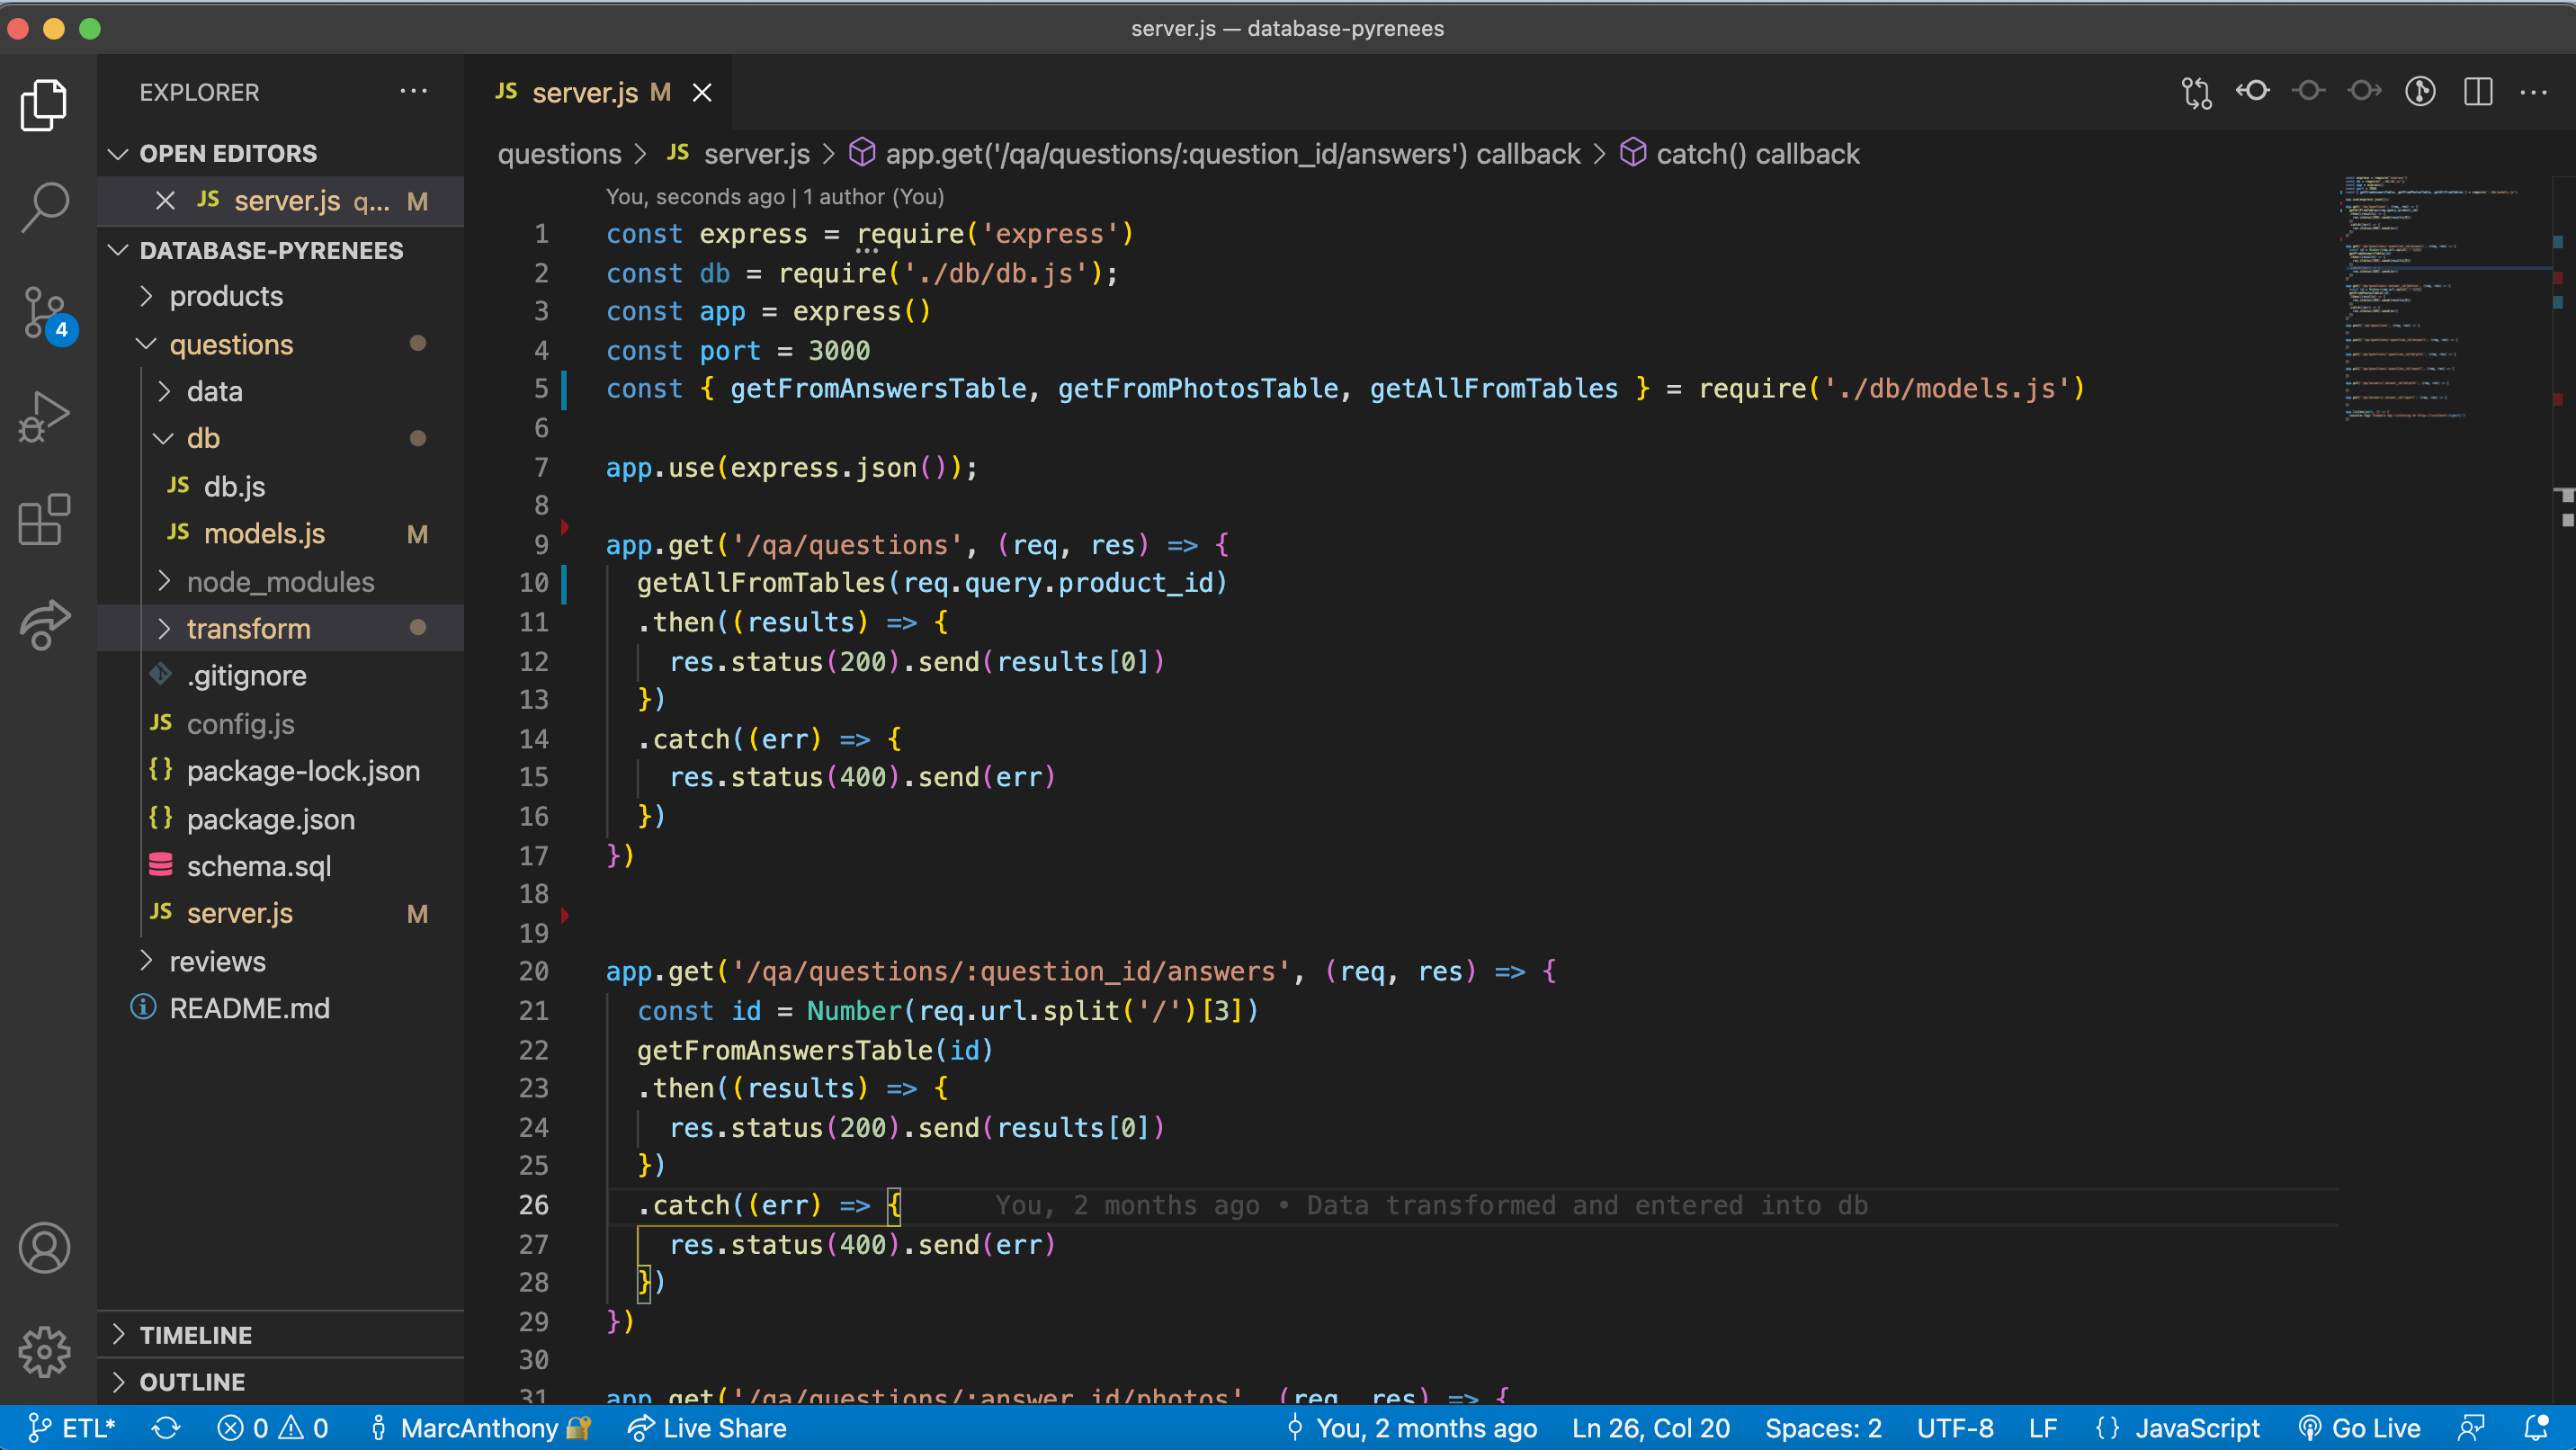 server.js — database-pyrenees
EXPLORER
OPEN EDITORS
JS server.js q... M
DATABASE-PYRENEES
products
questions
data
db
JS db.js
JS models.js M
node_modules
transform
.gitignore
JS config.js
{} package-lock.json
{} package.json
schema.sql
JS server.js M
reviews
README.md
TIMELINE
OUTLINE
4
JS server.js M
questions > JS server.js > app.get('/qa/questions/:question_id/answers') callback > catch() callback
You, seconds ago | 1 author (You)
1 const express = require('express')
2 const db = require('./db/db.js');
3 const app = express()
4 const port = 3000
5 const { getFromAnswersTable, getFromPhotosTable, getAllFromTables } = require('./db/models.js')
6
7 app.use(express.json());
8
9 app.get('/qa/questions', (req, res) => {
10 getAllFromTables(req.query.product_id)
11 .then((results) => {
12 res.status(200).send(results[0])
13 })
14 .catch((err) => {
15 res.status(400).send(err)
16 })
17 })
18
19
20 app.get('/qa/questions/:question_id/answers', (req, res) => {
21 const id = Number(req.url.split('/')[3])
22 getFromAnswersTable(id)
23 .then((results) => {
24 res.status(200).send(results[0])
25 })
26 .catch((err) => { You, 2 months ago • Data transformed and entered into db
27 res.status(400).send(err)
28 })
29 })
30
31 app.get('/qa/questions/:answer_id/photos', (req, res) => {
ETL* 0 0 MarcAnthony Live Share You, 2 months ago Ln 26, Col 20 Spaces: 2 UTF-8 LF {} JavaScript Go Live